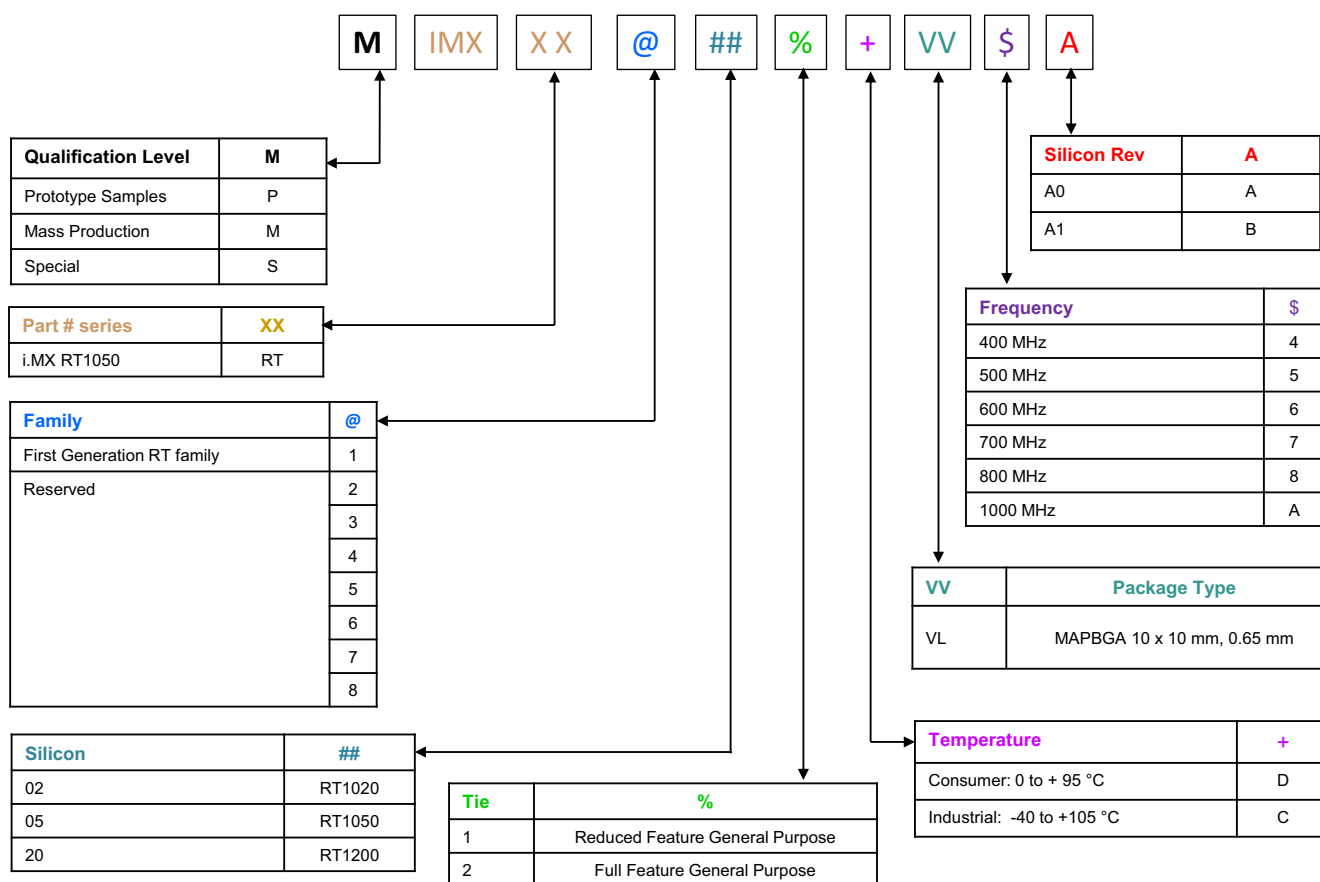 M IMX X X @ ## % + VV $ A
Qualification Level M
Prototype Samples P
Mass Production M
Special S
Part # series XX
i.MX RT1050 RT
Family @
First Generation RT family 1
Reserved 2
3
4
5
6
7
8
Silicon ##
02 RT1020
05 RT1050
20 RT1200
Tie %
1 Reduced Feature General Purpose
2 Full Feature General Purpose
Silicon Rev A
A0 A
A1 B
Frequency $
400 MHz 4
500 MHz 5
600 MHz 6
700 MHz 7
800 MHz 8
1000 MHz A
VV Package Type
VL MAPBGA 10 x 10 mm, 0.65 mm
Temperature +
Consumer: 0 to + 95 °C D
Industrial: -40 to +105 °C C